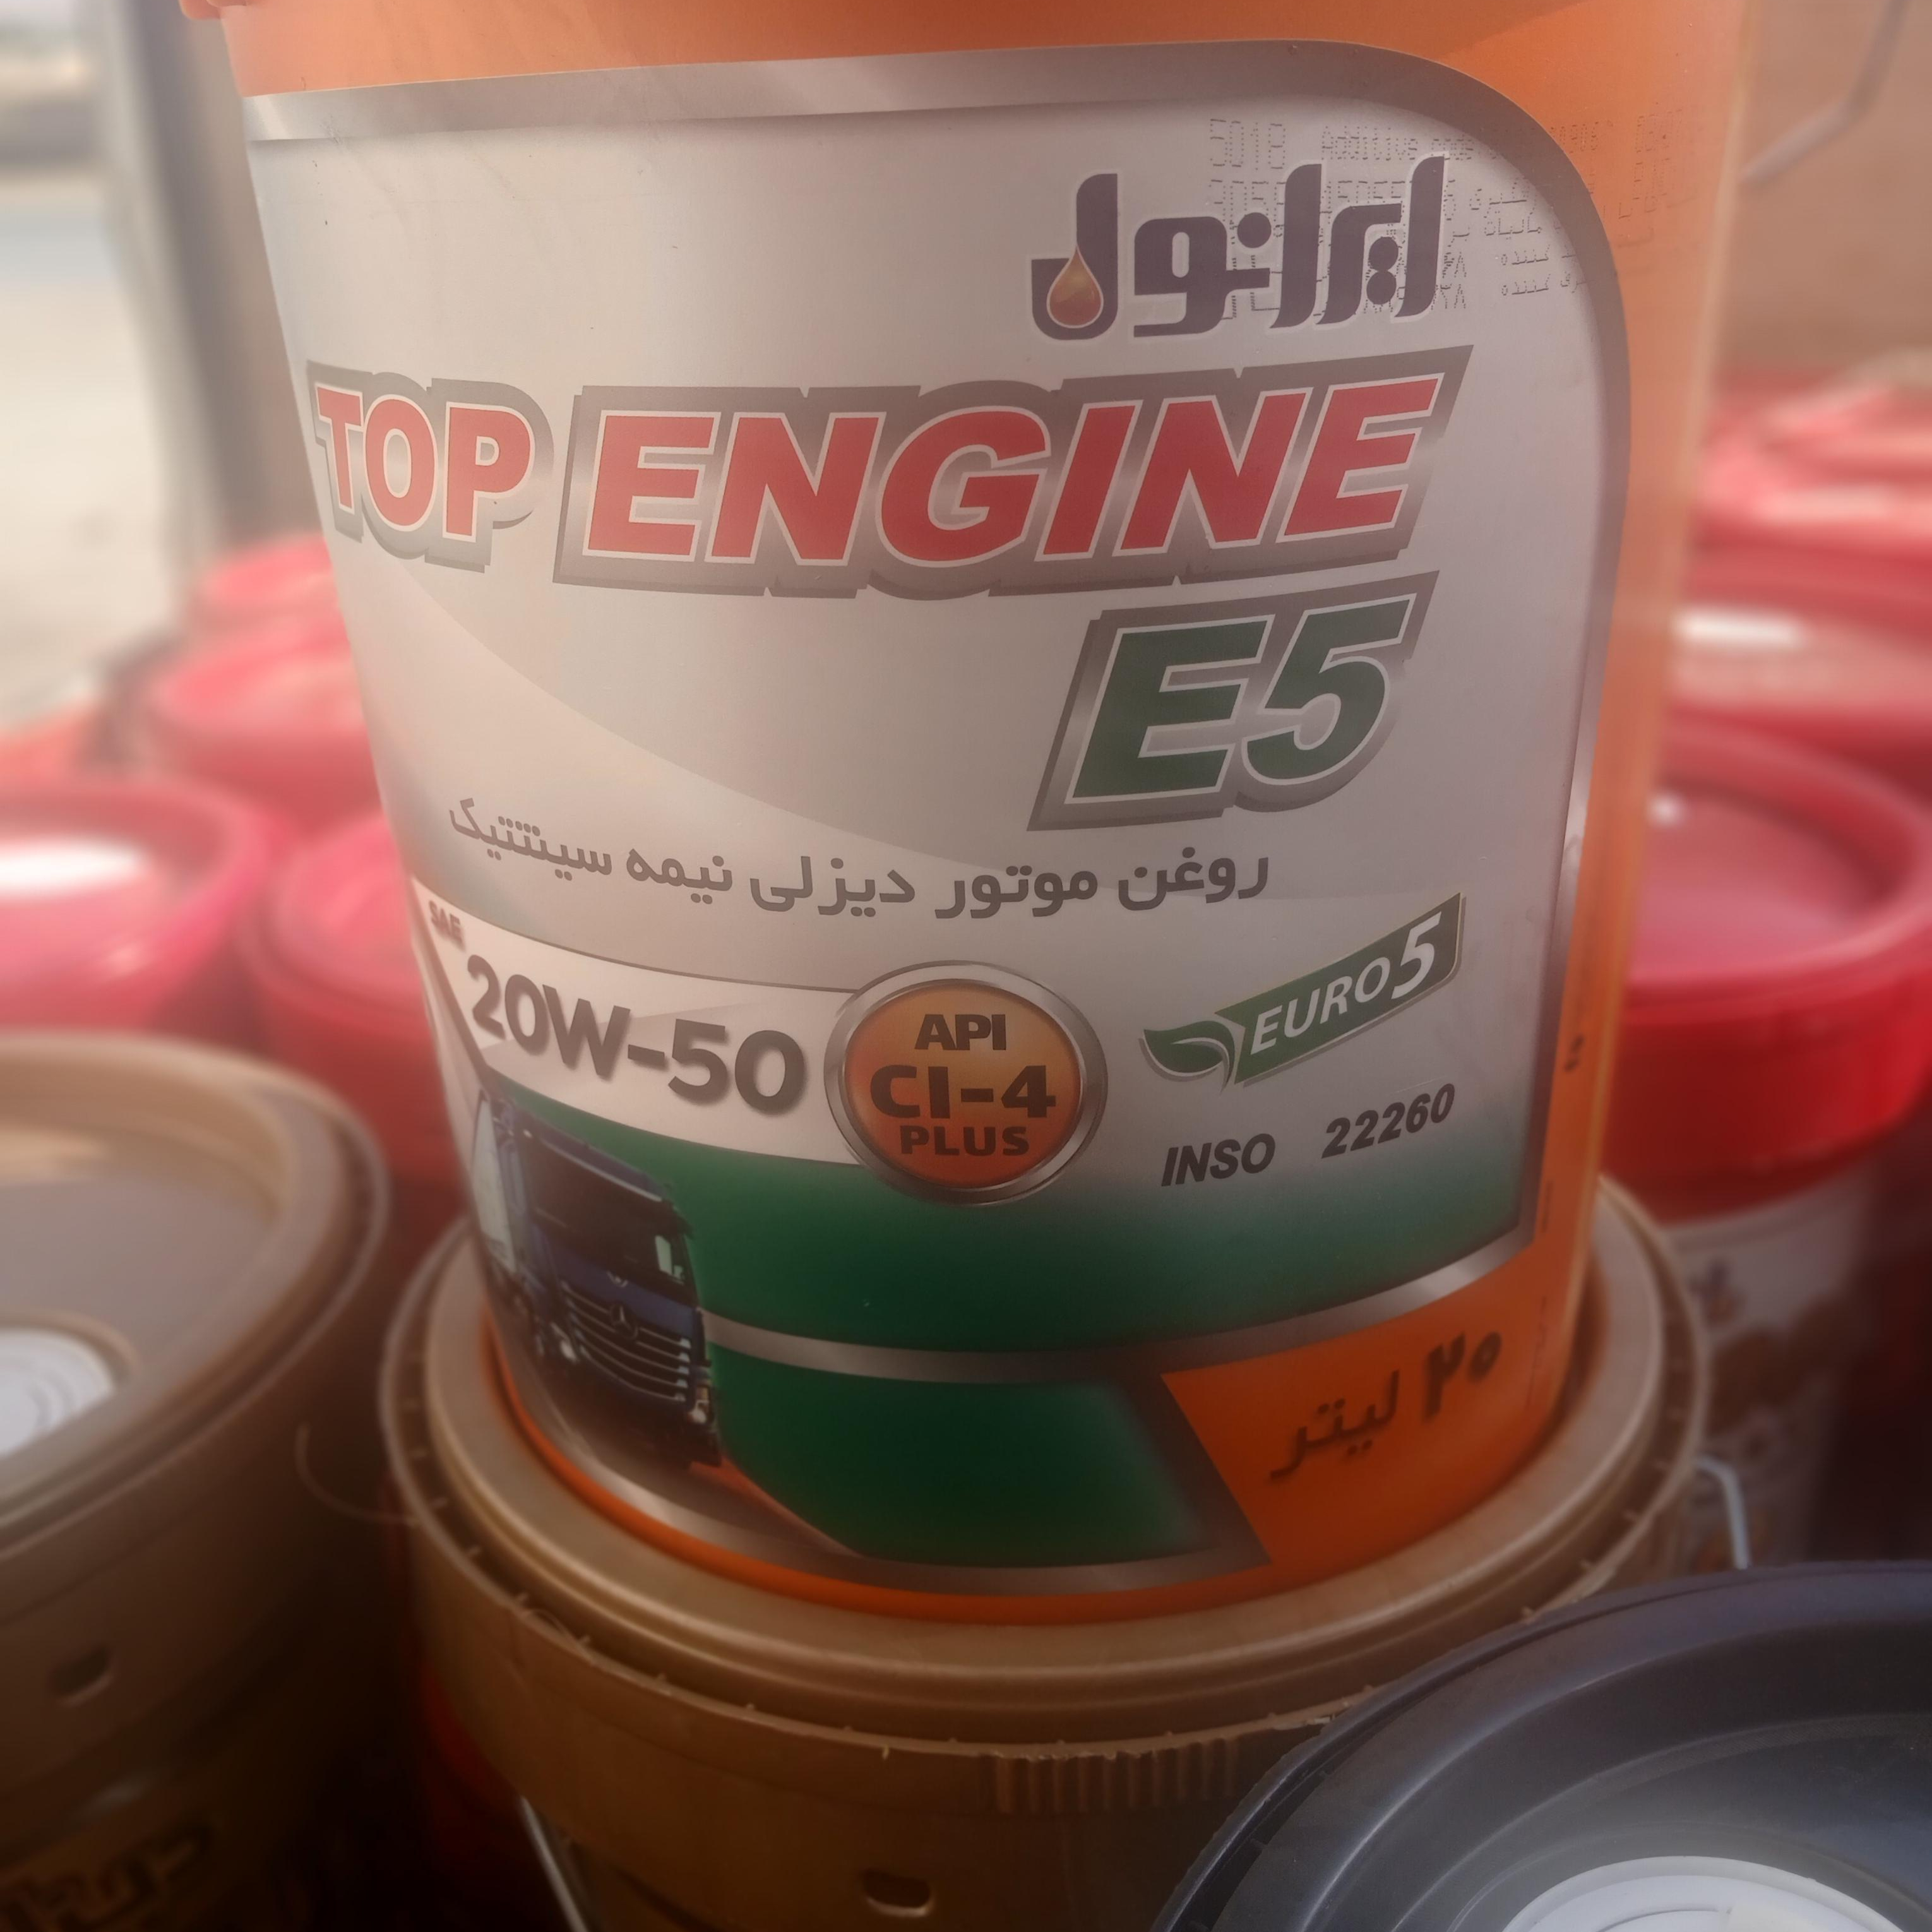 ایرانول
TOP ENGINE
E5
روغن موتور دیزلی نیمه سینتتیک
SAE
20W-50
API
CI-4
PLUS
EURO5
INSO 22260
۲۰ لیتر